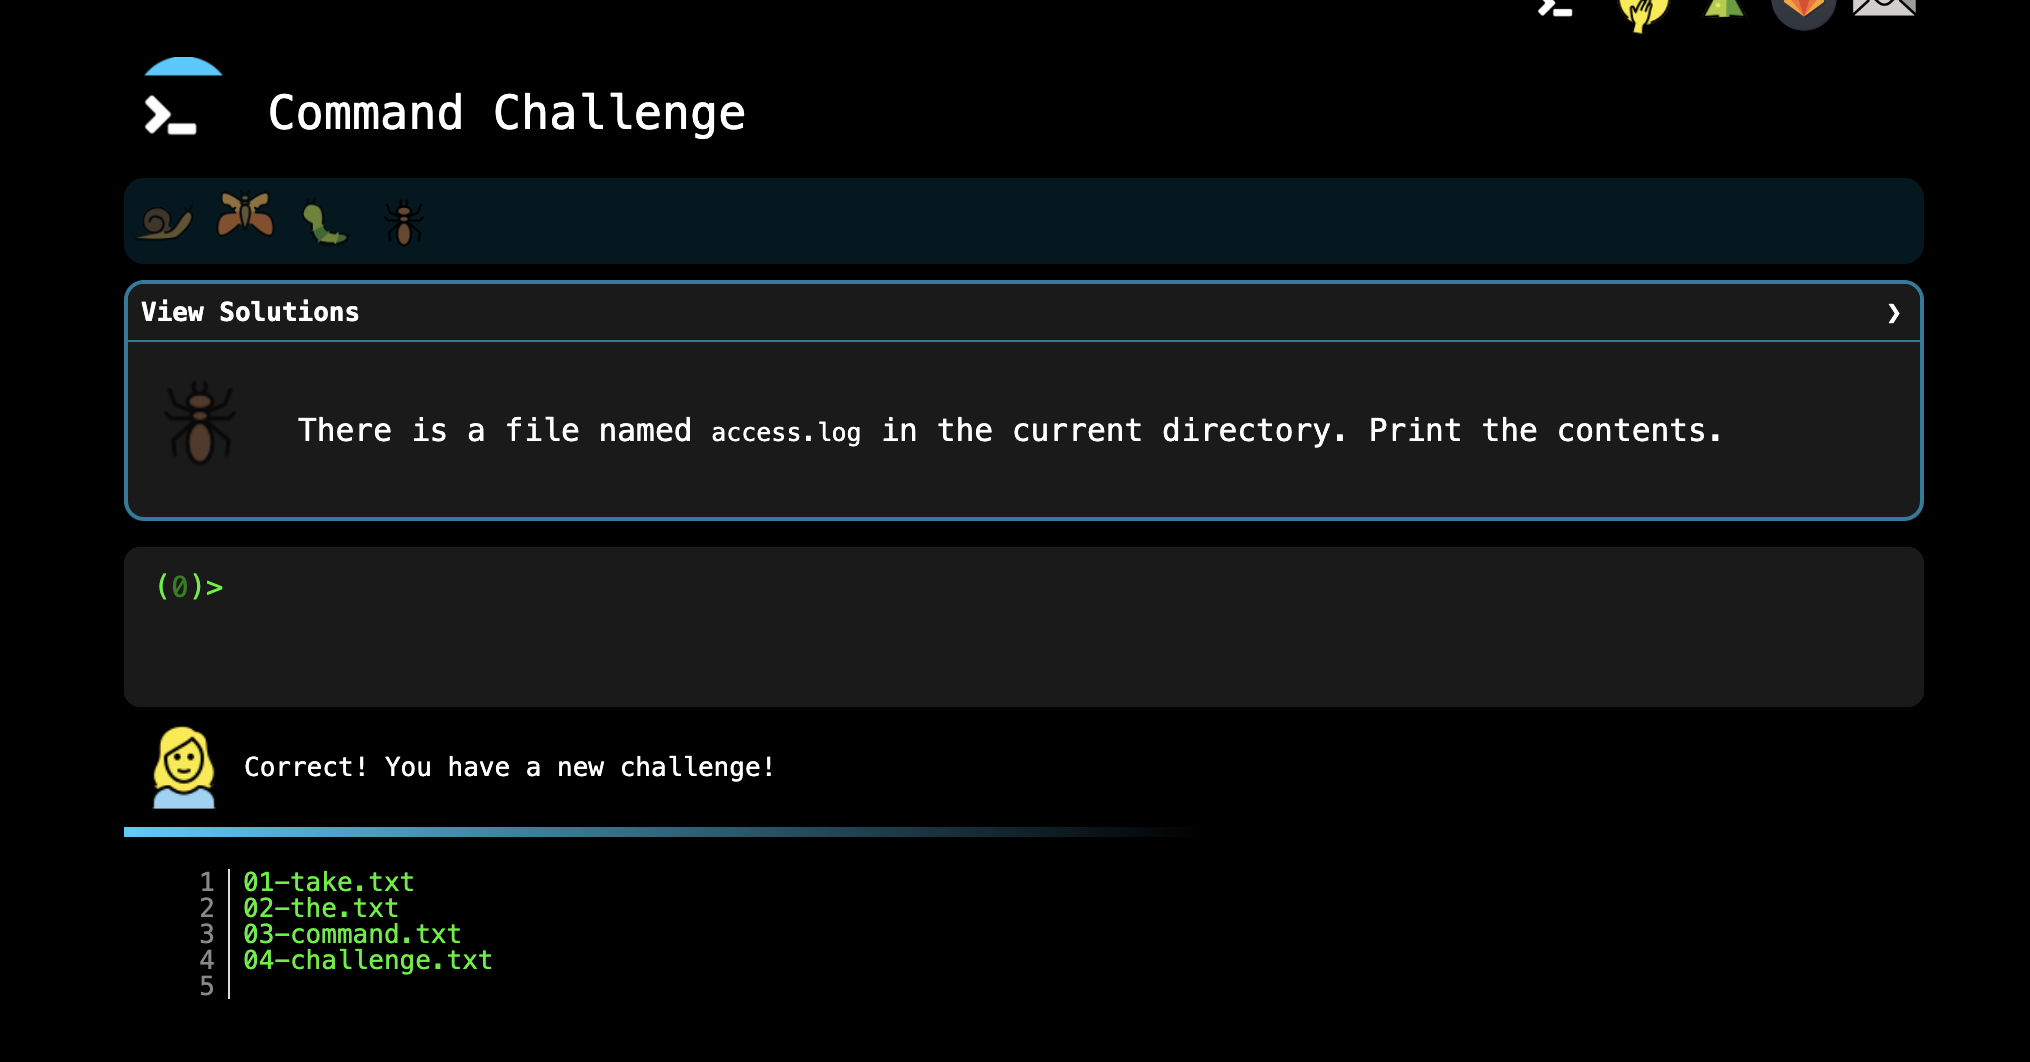 Command Challenge
View Solutions ❯
There is a file named access.log in the current directory. Print the contents.
(0)>
Correct! You have a new challenge!
1 01-take.txt
2 02-the.txt
3 03-command.txt
4 04-challenge.txt
5